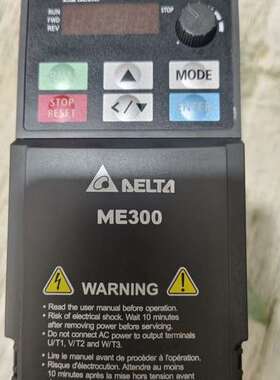 RUN
FWD
REV
STOP
MODE
STOP
RESET
ENTER
DELTA
ME300
WARNING
Read the user manual before operation.
Risk of electrical shock. Wait 10 minutes
after removing power before servicing.
Do not connect AC power to output terminals
U/T1, V/T2 and W/T3.
Lire le manuel avant de procéder à l'opération.
Risque d'électrocution. Attendre au moins
10 minutes après la mise hors tension avant